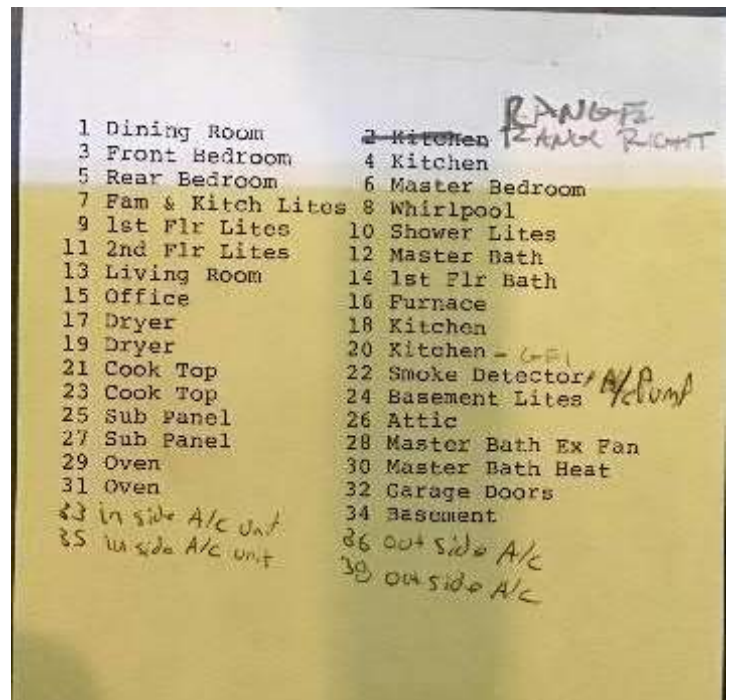 RANGE
1 Dining Room 2 Kitchen RANGE RIGHT
3 Front Bedroom 4 Kitchen
5 Rear Bedroom 6 Master Bedroom
7 Fam & Kitch Lites 8 Whirlpool
9 1st Flr Lites 10 Shower Lites
11 2nd Flr Lites 12 Master Bath
13 Living Room 14 1st Flr Bath
15 Office 16 Furnace
17 Dryer 18 Kitchen
19 Dryer 20 Kitchen - GFI
21 Cook Top 22 Smoke Detector/ A/c Pump
23 Cook Top 24 Basement Lites
25 Sub Panel 26 Attic
27 Sub Panel 28 Master Bath Ex Fan
29 Oven 30 Master Bath Heat
31 Oven 32 Garage Doors
33 in side A/c unit 34 Basement
35 in side A/c unit 36 out side A/c
38 out side A/c